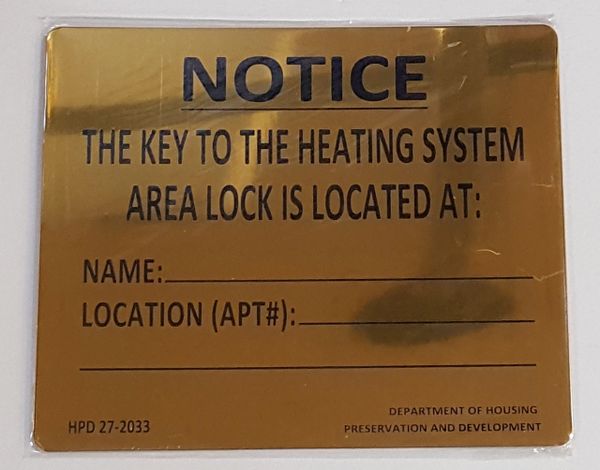 NOTICE
THE KEY TO THE HEATING SYSTEM
AREA LOCK IS LOCATED AT:
NAME:
LOCATION (APT#):
HPD 27-2033
DEPARTMENT OF HOUSING
PRESERVATION AND DEVELOPMENT